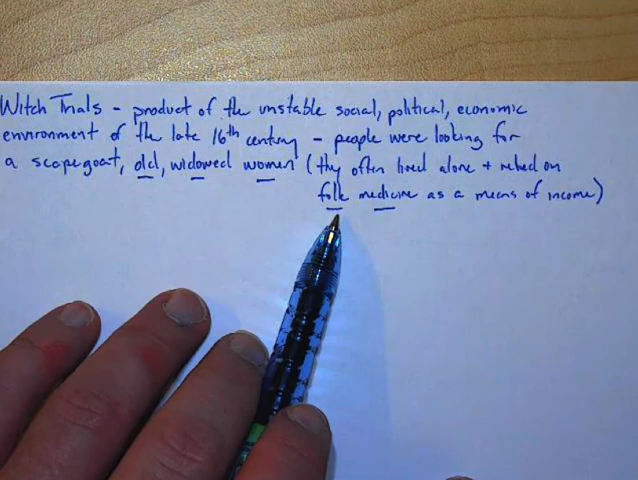 Witch Trials - product of the unstable social, political, economic
environment of the late 16th century - people were looking for
a scapegoat, old, widowed women (they often lived alone + relied on
folk medicine as a means of income)